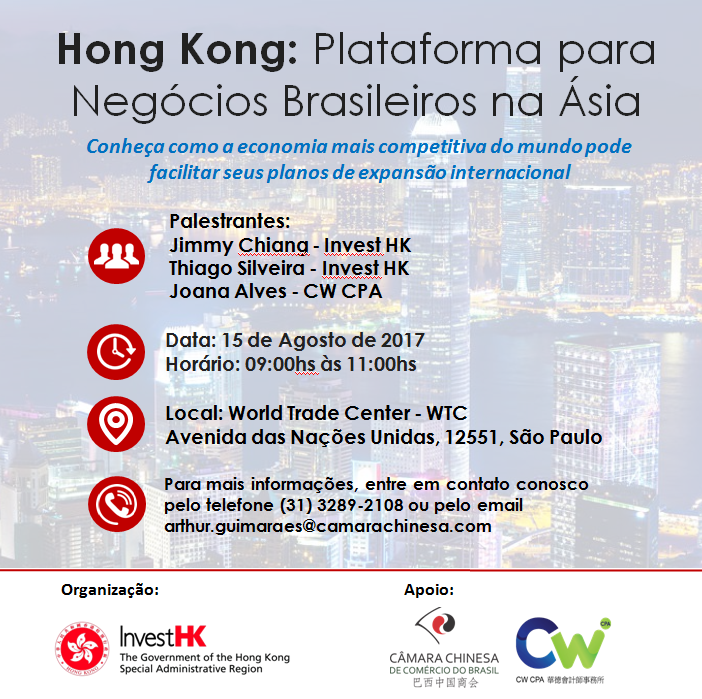 Hong Kong: Plataforma para
Negócios Brasileiros na Ásia
Conheça como a economia mais competitiva do mundo pode
facilitar seus planos de expansão internacional
Palestrantes:
Jimmy Chiang - Invest HK
Thiago Silveira - Invest HK
Joana Alves - CW CPA
Data: 15 de Agosto de 2017
Horário: 09:00hs às 11:00hs
Local: World Trade Center - WTC
Avenida das Nações Unidas, 12551, São Paulo
Para mais informações, entre em contato conosco
pelo telefone (31) 3289-2108 ou pelo email
arthur.guimaraes@camarachinesa.com
Organização:
Apoio:
HONG KONG
InvestHK
The Government of the Hong Kong
Special Administrative Region
CÂMARA CHINESA
DE COMÉRCIO DO BRASIL
巴西中国商会
CW
CPA
CW CPA 華德會計師事務所